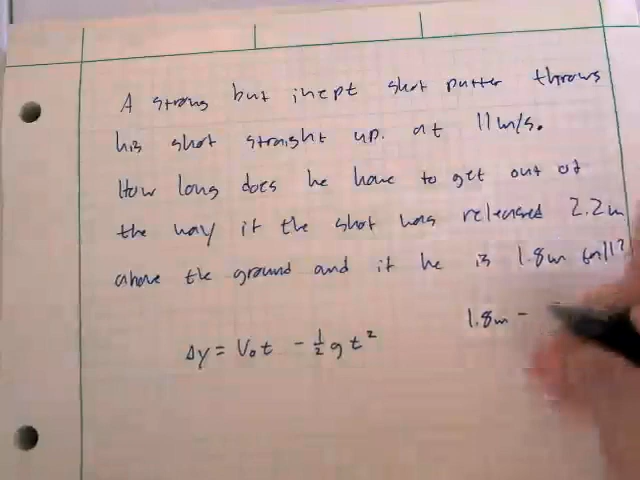 A strong but inept shot putter throws
his shot straight up. at 11 m/s.
How long does he have to get out of
the way if the shot was released 2.2m
above the ground and if he is 1.8m tall?
1.8m -
Δy = V₀t - ½gt²